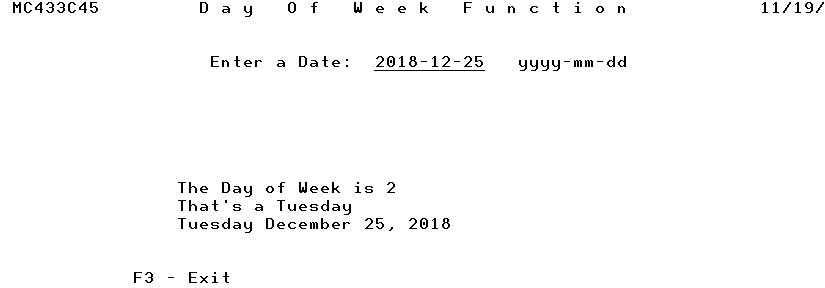 MC433C45 D a y O f W e e k F u n c t i o n 11/19/
Enter a Date: 2018-12-25 yyyy-mm-dd
The Day of Week is 2
That's a Tuesday
Tuesday December 25, 2018
F3 - Exit